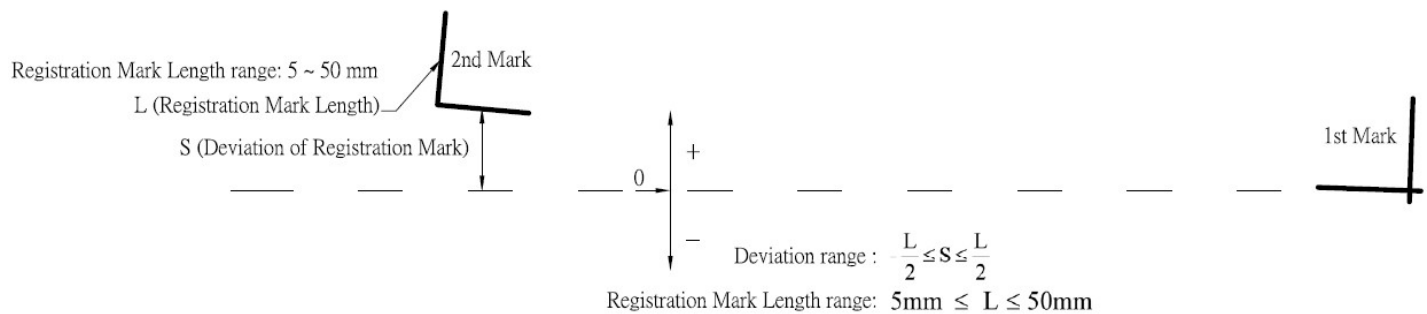 2nd Mark
Registration Mark Length range: 5 ~ 50 mm
L (Registration Mark Length)
S (Deviation of Registration Mark)
1st Mark
+
0
−
Deviation range : -L/2 ≤ S ≤ L/2
Registration Mark Length range: 5mm ≤ L ≤ 50mm